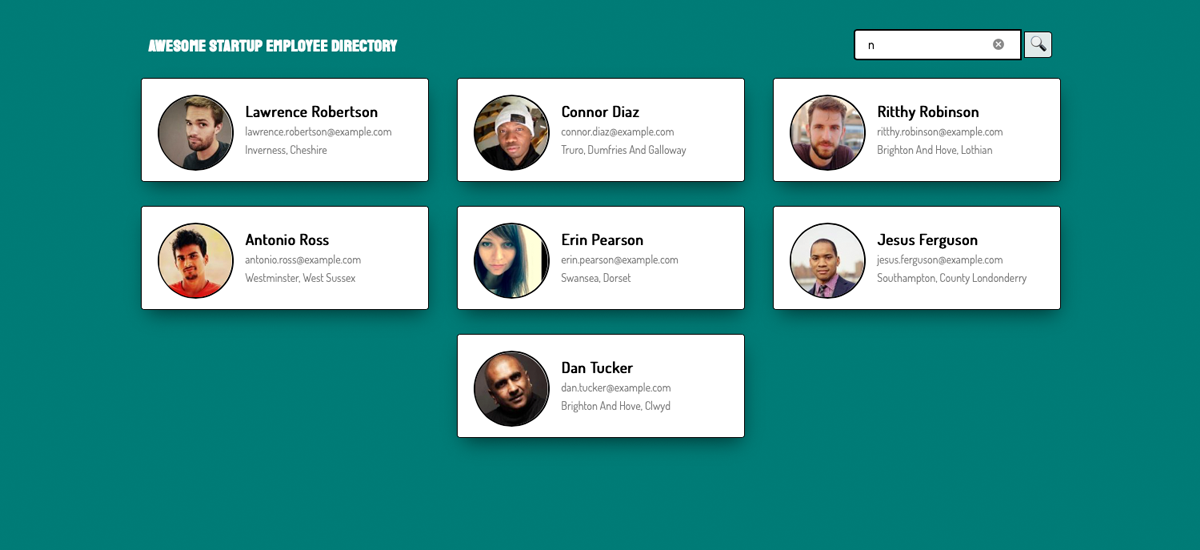 AWESOME STARTUP EMPLOYEE DIRECTORY
n
Lawrence Robertson
lawrence.robertson@example.com
Inverness, Cheshire
Connor Diaz
connor.diaz@example.com
Truro, Dumfries And Galloway
Ritthy Robinson
ritthy.robinson@example.com
Brighton And Hove, Lothian
Antonio Ross
antonio.ross@example.com
Westminster, West Sussex
Erin Pearson
erin.pearson@example.com
Swansea, Dorset
Jesus Ferguson
jesus.ferguson@example.com
Southampton, County Londonderry
Dan Tucker
dan.tucker@example.com
Brighton And Hove, Clwyd